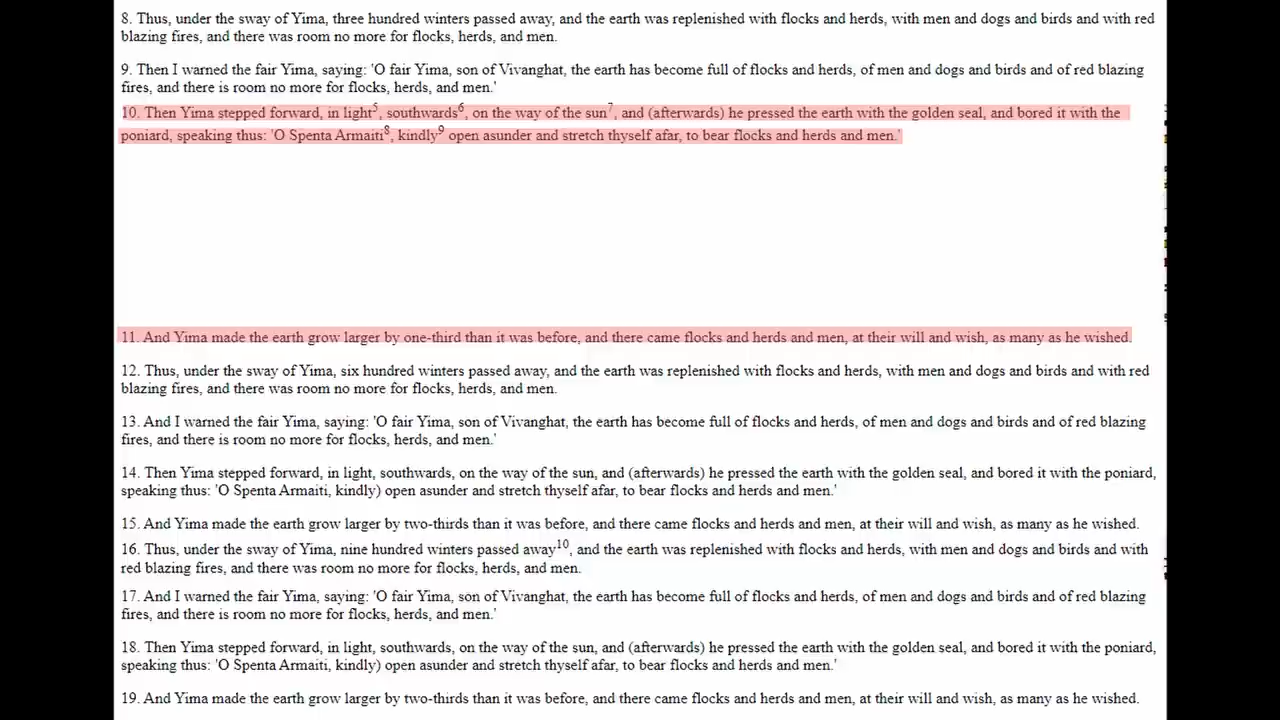 8. Thus, under the sway of Yima, three hundred winters passed away, and the earth was replenished with flocks and herds, with men and dogs and birds and with red
blazing fires, and there was room no more for flocks, herds, and men.
9. Then I warned the fair Yima, saying: 'O fair Yima, son of Vivanghat, the earth has become full of flocks and herds, of men and dogs and birds and of red blazing
fires, and there is room no more for flocks, herds, and men.'
10. Then Yima stepped forward, in light5, southwards6, on the way of the sun7, and (afterwards) he pressed the earth with the golden seal, and bored it with the
poniard, speaking thus: 'O Spenta Armaiti8, kindly9 open asunder and stretch thyself afar, to bear flocks and herds and men.'
11. And Yima made the earth grow larger by one-third than it was before, and there came flocks and herds and men, at their will and wish, as many as he wished.
12. Thus, under the sway of Yima, six hundred winters passed away, and the earth was replenished with flocks and herds, with men and dogs and birds and with red
blazing fires, and there was room no more for flocks, herds, and men.
13. And I warned the fair Yima, saying: 'O fair Yima, son of Vivanghat, the earth has become full of flocks and herds, of men and dogs and birds and of red blazing
fires, and there is room no more for flocks, herds, and men.'
14. Then Yima stepped forward, in light, southwards, on the way of the sun, and (afterwards) he pressed the earth with the golden seal, and bored it with the poniard,
speaking thus: 'O Spenta Armaiti, kindly) open asunder and stretch thyself afar, to bear flocks and herds and men.'
15. And Yima made the earth grow larger by two-thirds than it was before, and there came flocks and herds and men, at their will and wish, as many as he wished.
16. Thus, under the sway of Yima, nine hundred winters passed away10, and the earth was replenished with flocks and herds, with men and dogs and birds and with
red blazing fires, and there was room no more for flocks, herds, and men.
17. And I warned the fair Yima, saying: 'O fair Yima, son of Vivanghat, the earth has become full of flocks and herds, of men and dogs and birds and of red blazing
fires, and there is room no more for flocks, herds, and men.'
18. Then Yima stepped forward, in light, southwards, on the way of the sun, and (afterwards) he pressed the earth with the golden seal, and bored it with the poniard,
speaking thus: 'O Spenta Armaiti, kindly) open asunder and stretch thyself afar, to bear flocks and herds and men.'
19. And Yima made the earth grow larger by two-thirds than it was before, and there came flocks and herds and men, at their will and wish, as many as he wished.